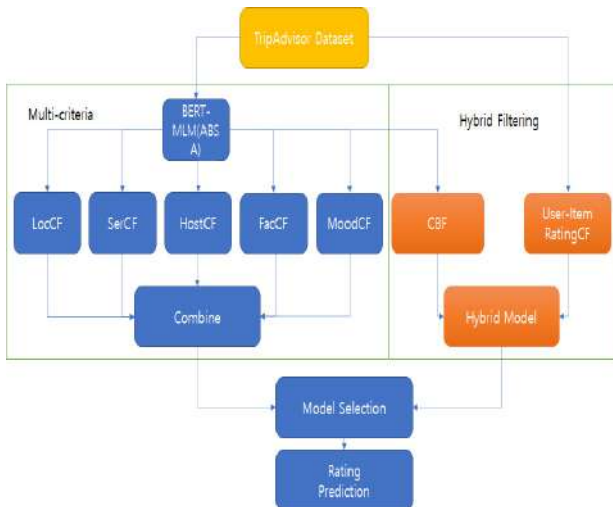 TripAdvisor Dataset
Multi-criteria
BERT-
MLM(ABS
A)
Hybrid Filtering
LocCF
SerCF
HostCF
FacCF
MoodCF
CBF
User-Item
RatingCF
Combine
Hybrid Model
Model Selection
Rating
Prediction